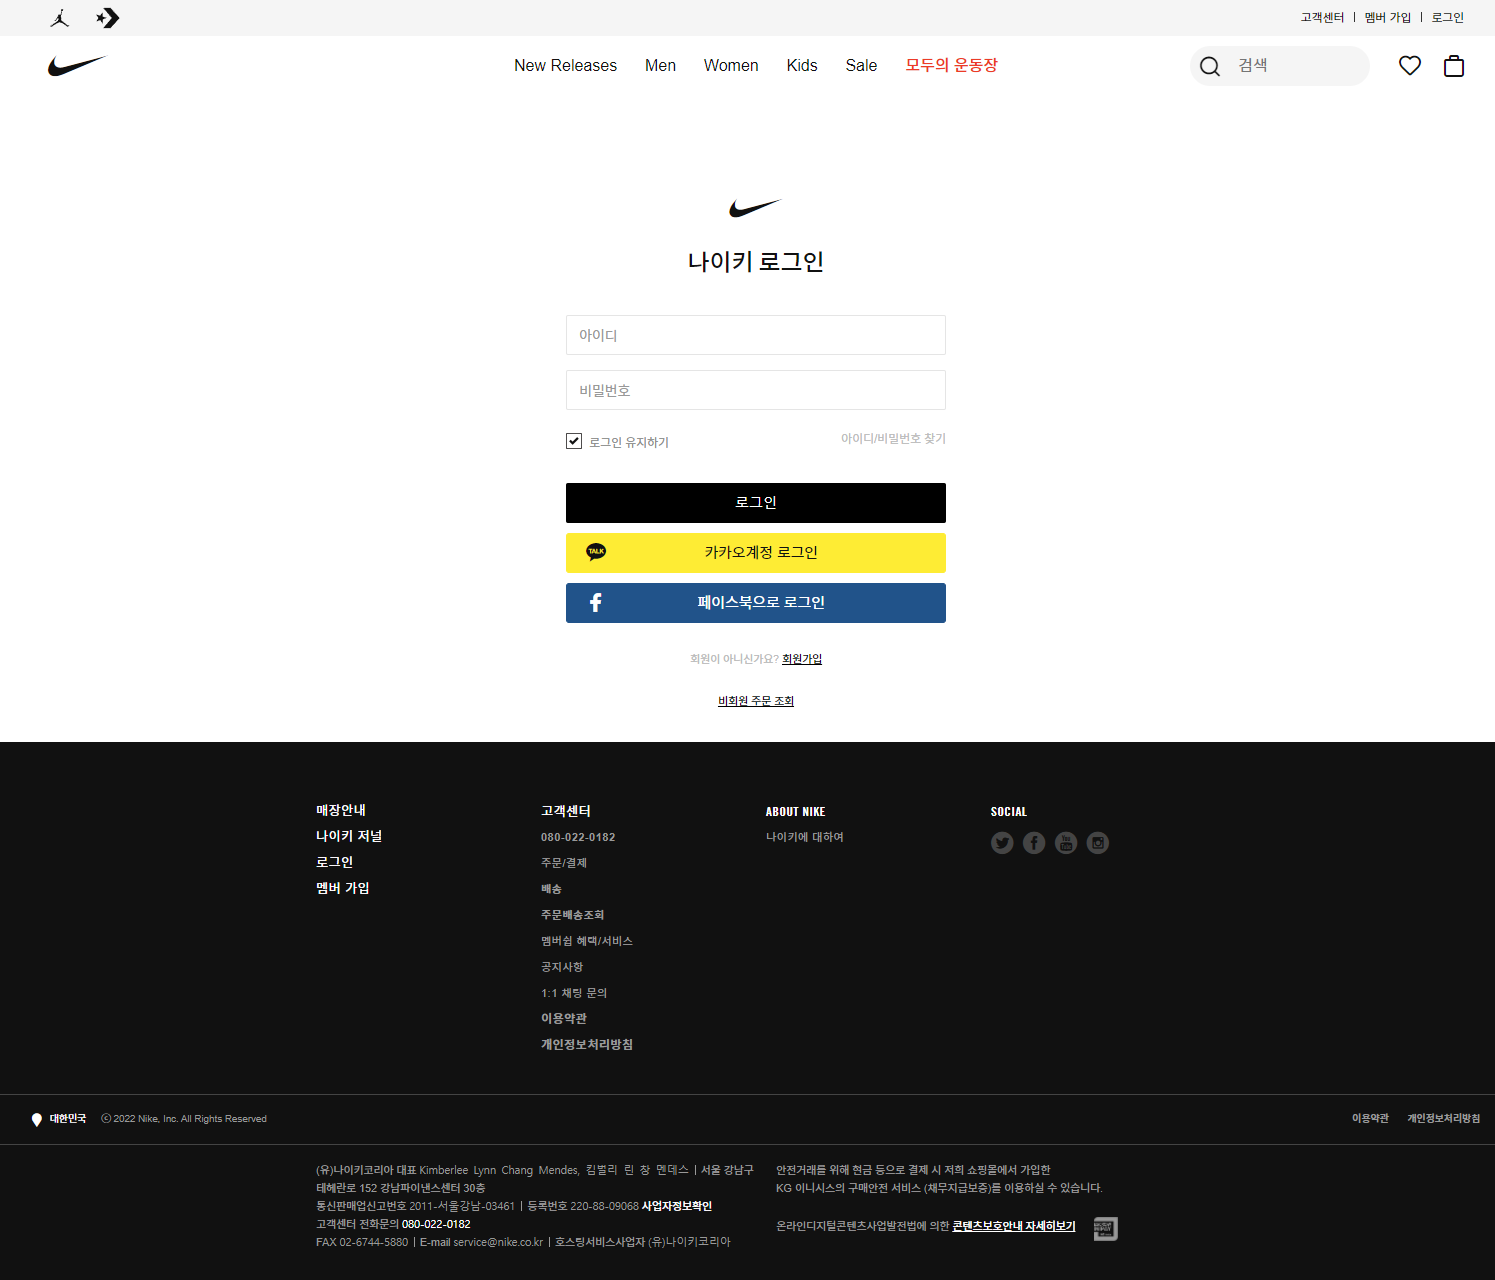 고객센터 | 멤버 가입 | 로그인
New Releases Men Women Kids Sale 모두의 운동장 검색
나이키 로그인
아이디
비밀번호
로그인 유지하기 아이디/비밀번호 찾기
로그인
TALK 카카오계정 로그인
페이스북으로 로그인
회원이 아니신가요? 회원가입
비회원 주문 조회
매장안내
나이키 저널
로그인
멤버 가입
고객센터
080-022-0182
주문/결제
배송
주문배송조회
멤버쉽 혜택/서비스
공지사항
1:1 채팅 문의
이용약관
개인정보처리방침
ABOUT NIKE
나이키에 대하여
SOCIAL
You Tube
대한민국 ⓒ 2022 Nike, Inc. All Rights Reserved 이용약관 개인정보처리방침
(유)나이키코리아 대표 Kimberlee Lynn Chang Mendes, 킴벌리 린 창 멘데스 | 서울 강남구
테헤란로 152 강남파이낸스센터 30층
통신판매업신고번호 2011-서울강남-03461 | 등록번호 220-88-09068 사업자정보확인
고객센터 전화문의 080-022-0182
FAX 02-6744-5880 | E-mail service@nike.co.kr | 호스팅서비스사업자 (유)나이키코리아
안전거래를 위해 현금 등으로 결제 시 저희 쇼핑몰에서 가입한
KG 이니시스의 구매안전 서비스 (채무지급보증)를 이용하실 수 있습니다.
온라인디지털콘텐츠사업발전법에 의한 콘텐츠보호안내 자세히보기